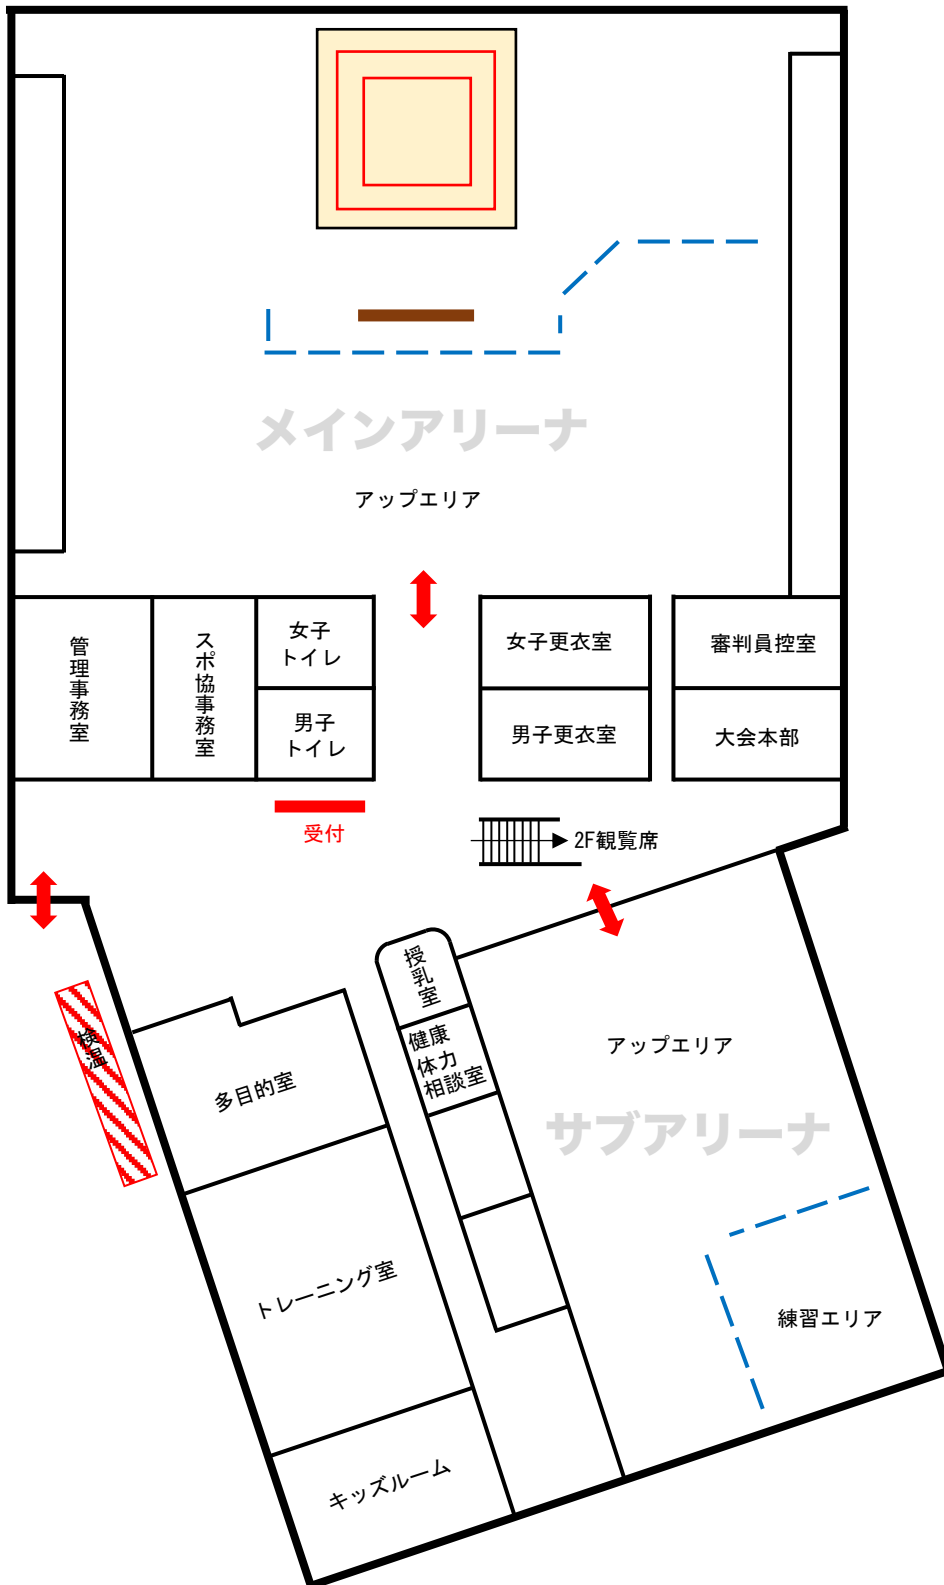 メインアリーナ
アップエリア
管理事務室
スポ協事務室
女子
トイレ
男子
トイレ
女子更衣室
男子更衣室
審判員控室
大会本部
受付
2F観覧席
検温
授乳室
健康
体力
相談室
多目的室
トレーニング室
キッズルーム
アップエリア
サブアリーナ
練習エリア